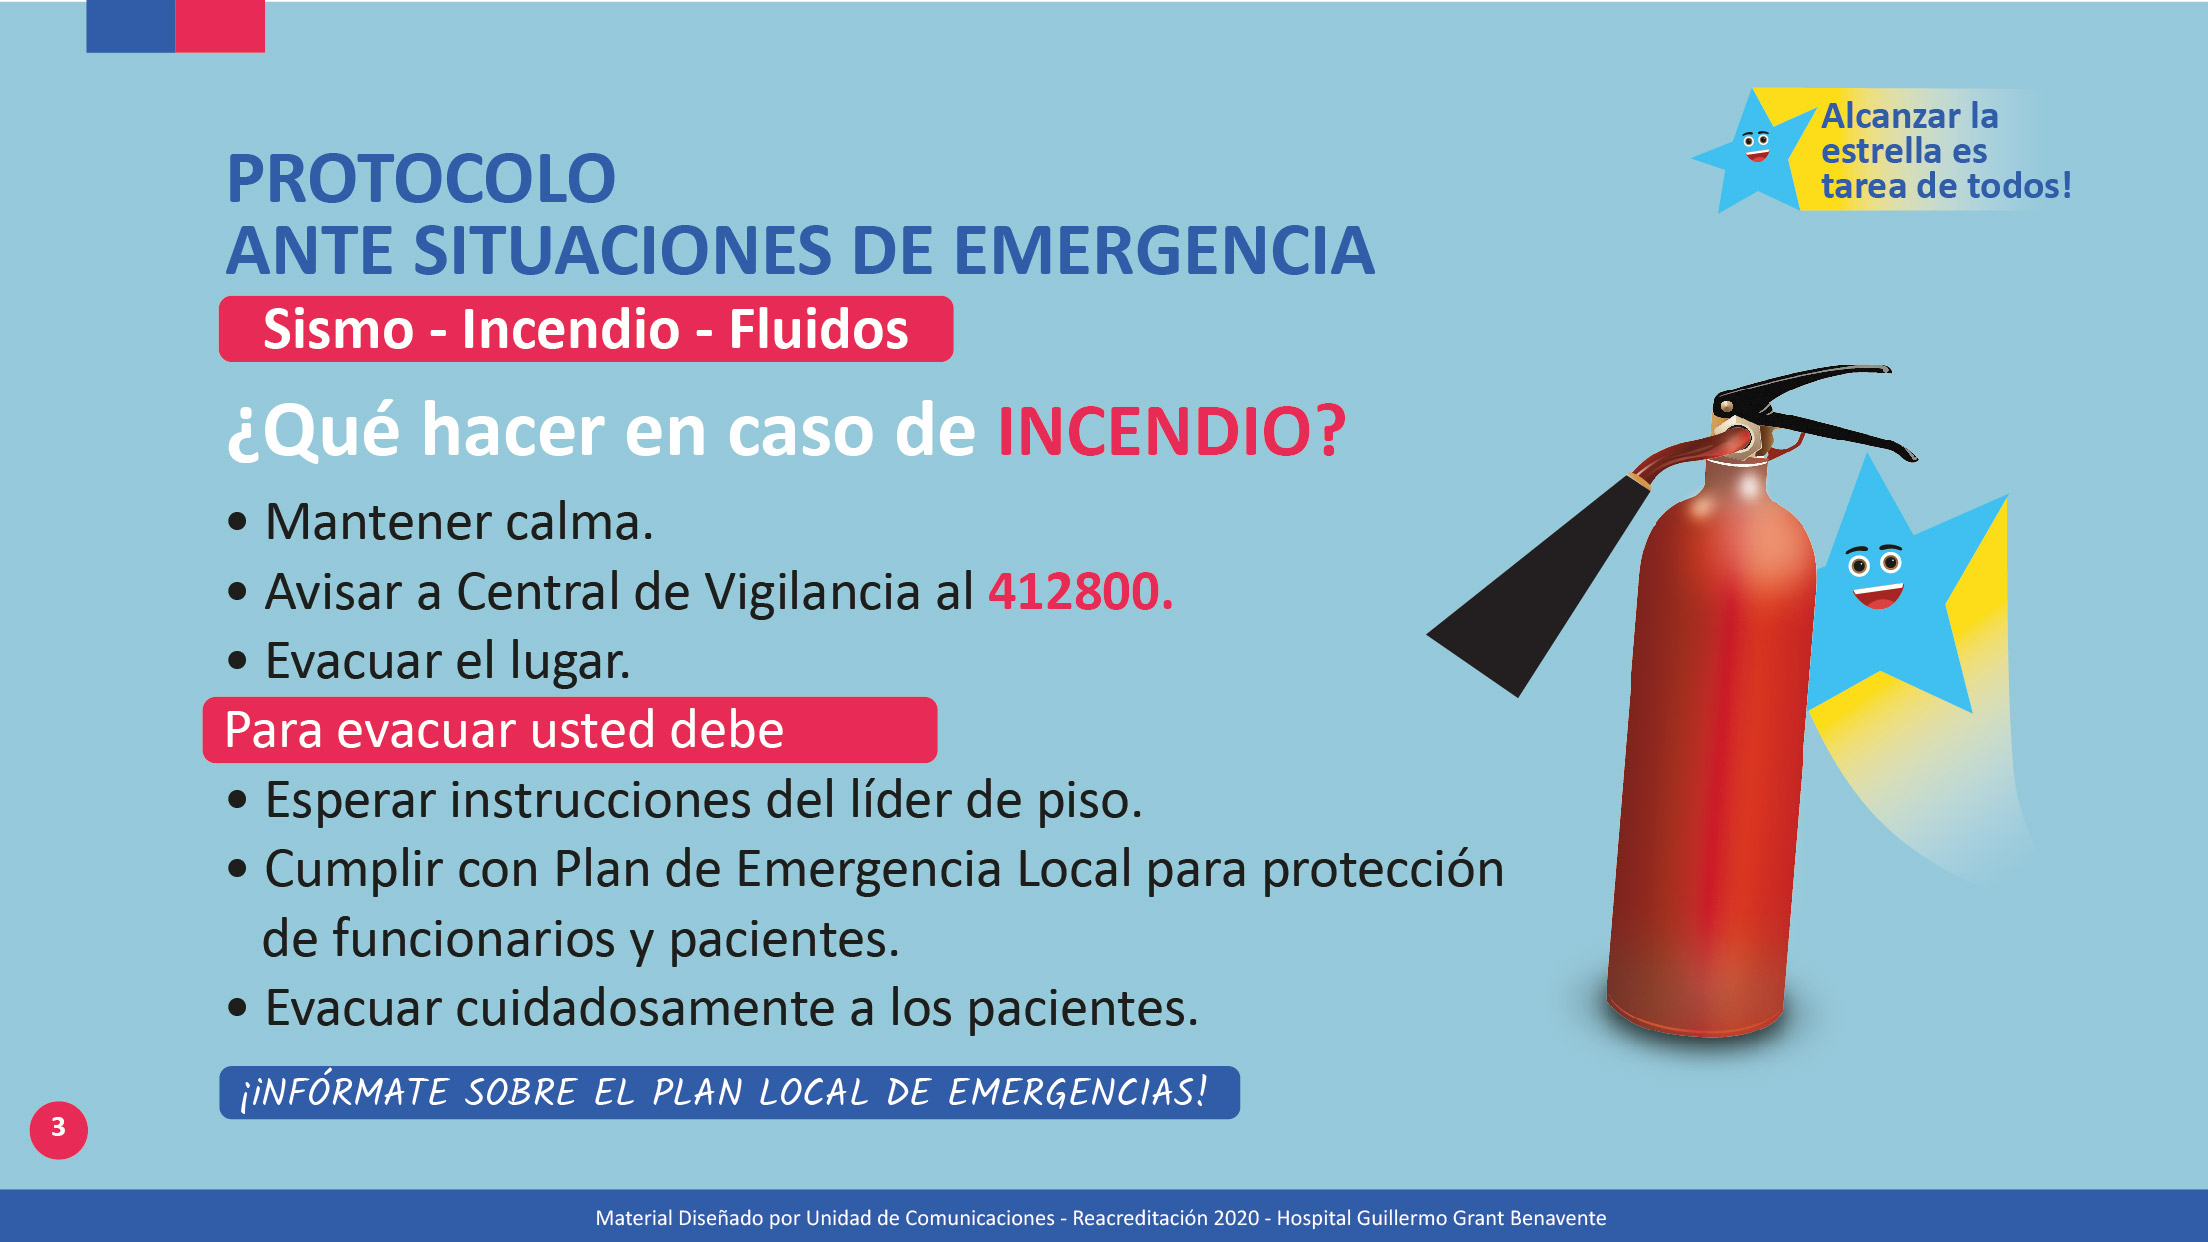 Alcanzar la
estrella es
tarea de todos!
PROTOCOLO
ANTE SITUACIONES DE EMERGENCIA
Sismo - Incendio - Fluidos
¿Qué hacer en caso de INCENDIO?
• Mantener calma.
• Avisar a Central de Vigilancia al 412800.
• Evacuar el lugar.
Para evacuar usted debe
• Esperar instrucciones del líder de piso.
• Cumplir con Plan de Emergencia Local para protección
de funcionarios y pacientes.
• Evacuar cuidadosamente a los pacientes.
¡iNFÓRMATE SOBRE EL PLAN LOCAL DE EMERGENCIAS!
3
Material Diseñado por Unidad de Comunicaciones - Reacreditación 2020 - Hospital Guillermo Grant Benavente